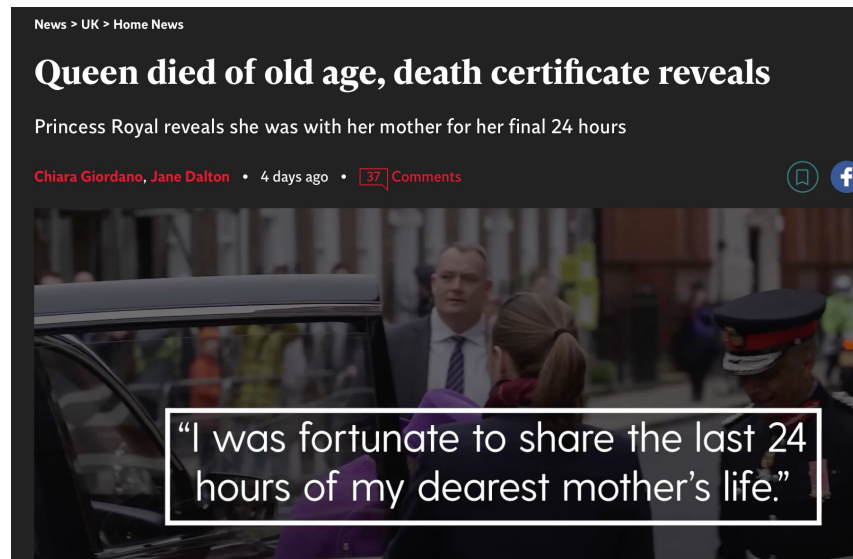 News > UK > Home News
Queen died of old age, death certificate reveals
Princess Royal reveals she was with her mother for her final 24 hours
Chiara Giordano, Jane Dalton • 4 days ago • 37 Comments
“I was fortunate to share the last 24
hours of my dearest mother’s life.”